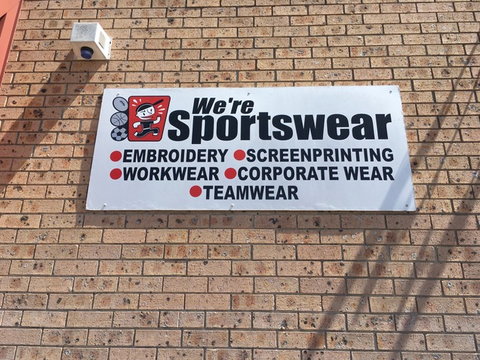 We're
Sportswear
●EMBROIDERY ●SCREENPRINTING
●WORKWEAR ●CORPORATE WEAR
●TEAMWEAR